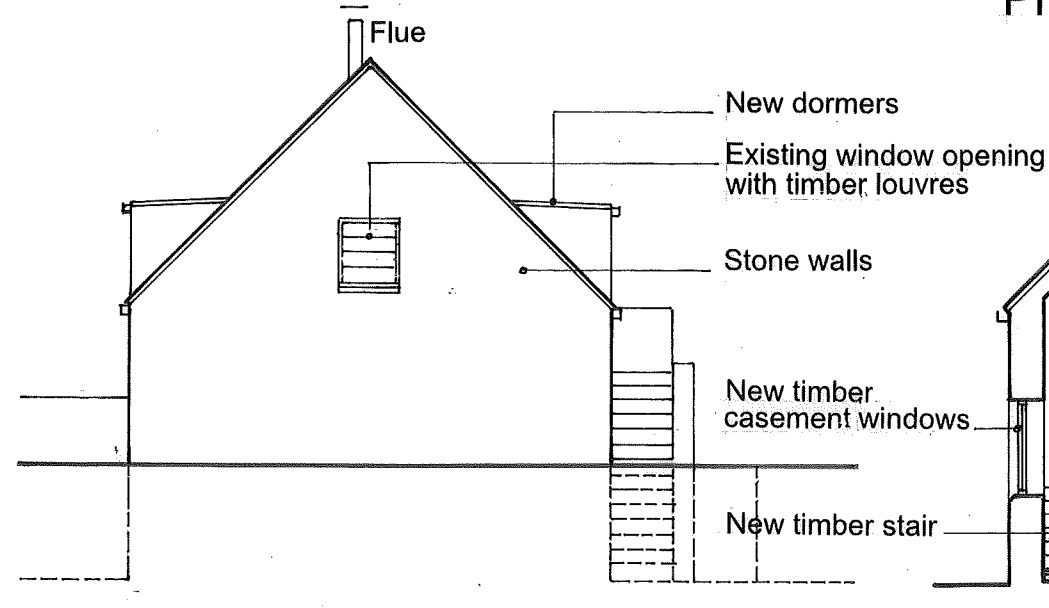 Flue
New dormers
Existing window opening
with timber louvres
Stone walls
New timber
casement windows
New timber stair